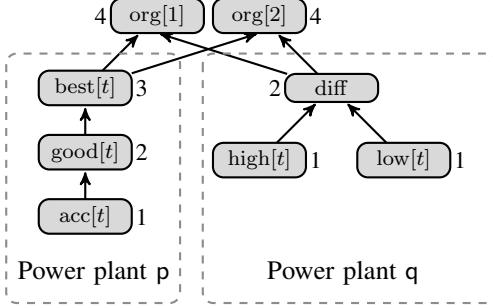 4 org[1] org[2] 4
best[t] 3 2 diff
good[t] 2 high[t] 1 low[t] 1
acc[t] 1
Power plant p Power plant q